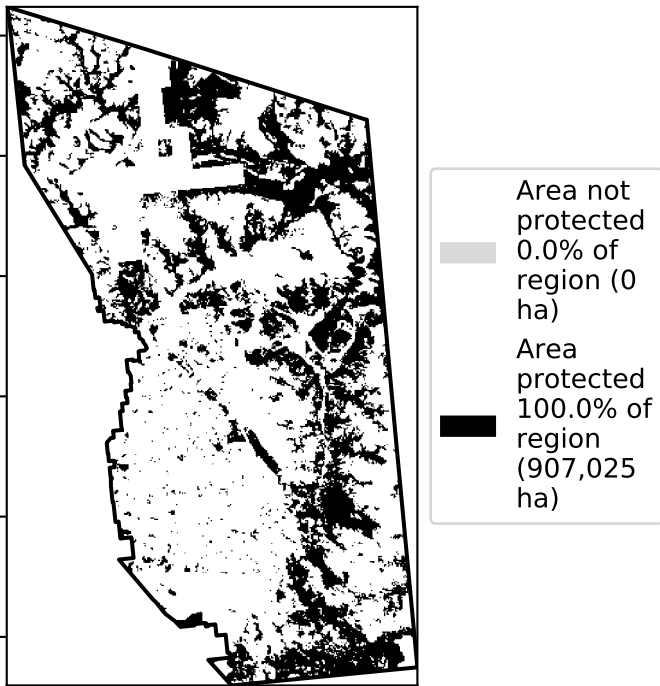 Area not
protected
0.0% of
region (0
ha)
Area
protected
100.0% of
region
(907,025
ha)